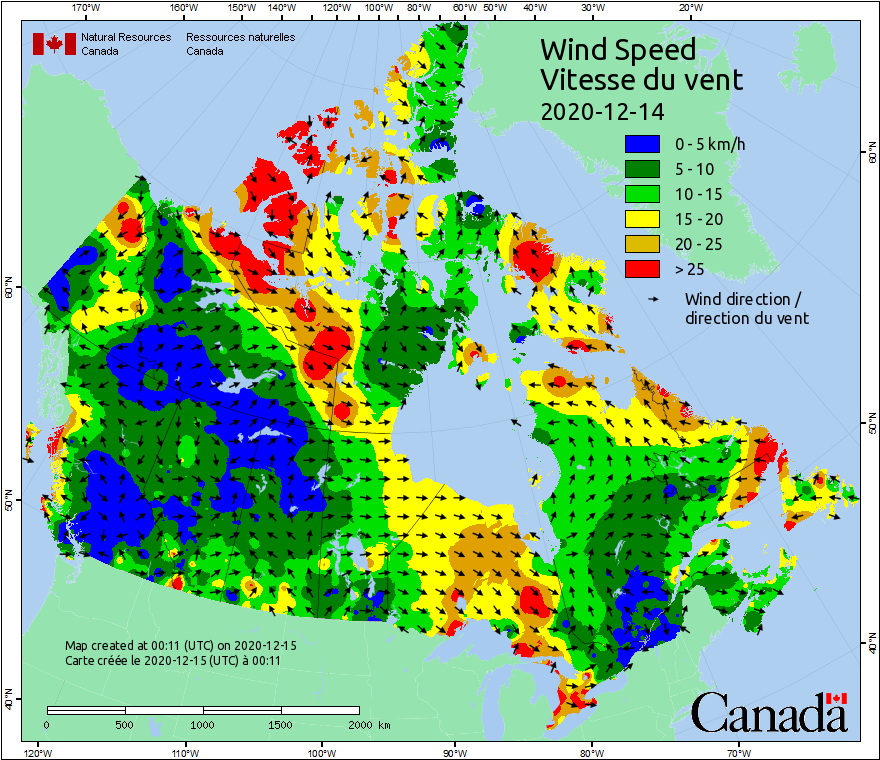 170°W 160°W 150°W 140°W 120°W 100°W 80°W 60°W 50°W 40°W 30°W 20°W
Natural Resources Ressources naturelles
Canada Canada
Wind Speed
Vitesse du vent
2020-12-14
0 - 5 km/h
5 - 10
10 - 15
15 - 20
20 - 25
> 25
Wind direction /
direction du vent
60°N
50°N
40°N
60°N
50°N
40°N
Map created at 00:11 (UTC) on 2020-12-15
Carte créée le 2020-12-15 (UTC) à 00:11
0 500 1000 1500 2000 km
Canada
120°W 110°W 100°W 90°W 80°W 70°W